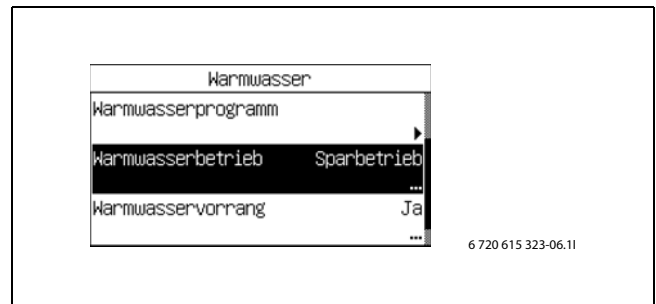 Warmwasser
Warmwasserprogramm
Warmwasserbetrieb Sparbetrieb
...
Warmwasservorrang Ja
...
6 720 615 323-06.1I